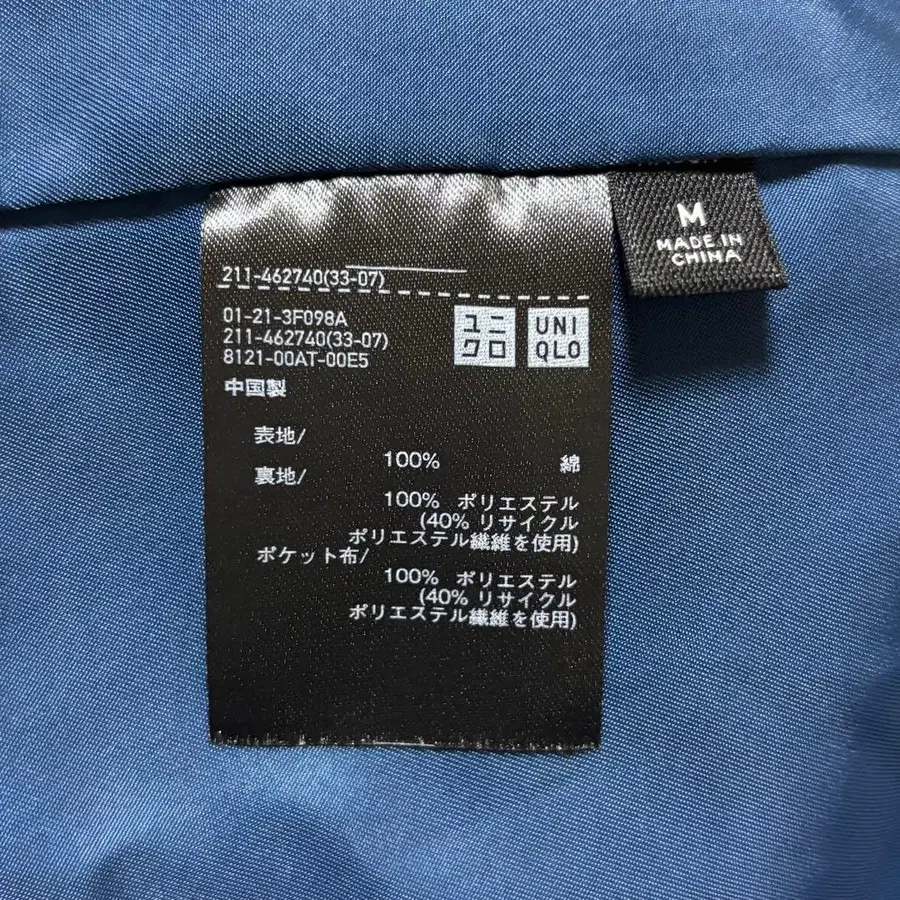 M
MADE IN
CHINA
211-462740(33-07)
01-21-3F098A
211-462740(33-07)
8121-00AT-00E5
ユニ
クロ
UNI
QLO
中国製
表地/
100% 綿
裏地/
100% ポリエステル
(40% リサイクル
ポリエステル繊維を使用)
ポケット布/
100% ポリエステル
(40% リサイクル
ポリエステル繊維を使用)